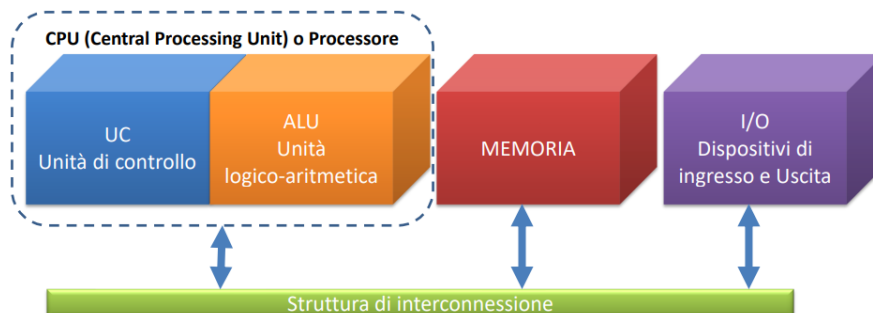 CPU (Central Processing Unit) o Processore
UC
Unità di controllo
ALU
Unità
logico-aritmetica
MEMORIA
I/O
Dispositivi di
ingresso e Uscita
Struttura di interconnessione